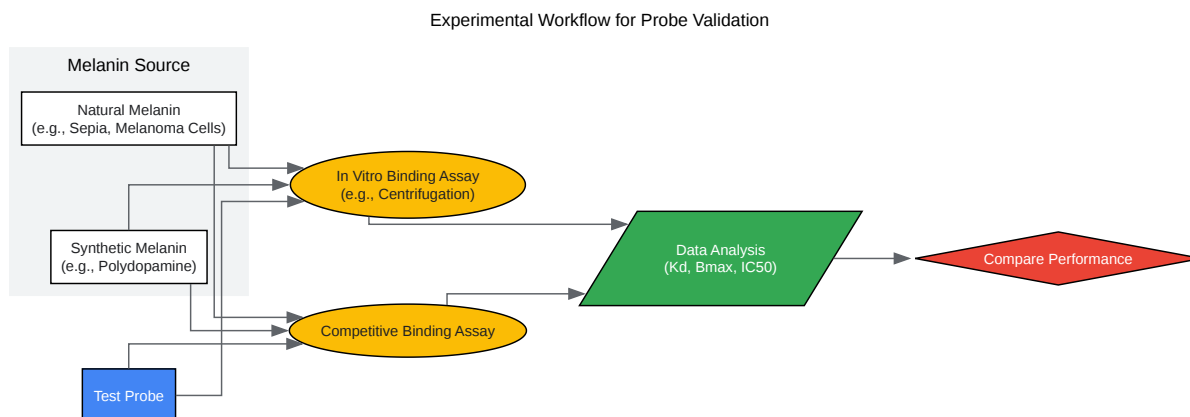 Experimental Workflow for Probe Validation
Melanin Source
Natural Melanin
(e.g., Sepia, Melanoma Cells)
In Vitro Binding Assay
(e.g., Centrifugation)
Synthetic Melanin
(e.g., Polydopamine)
Data Analysis
(Kd, Bmax, IC50)
Compare Performance
Competitive Binding Assay
Test Probe